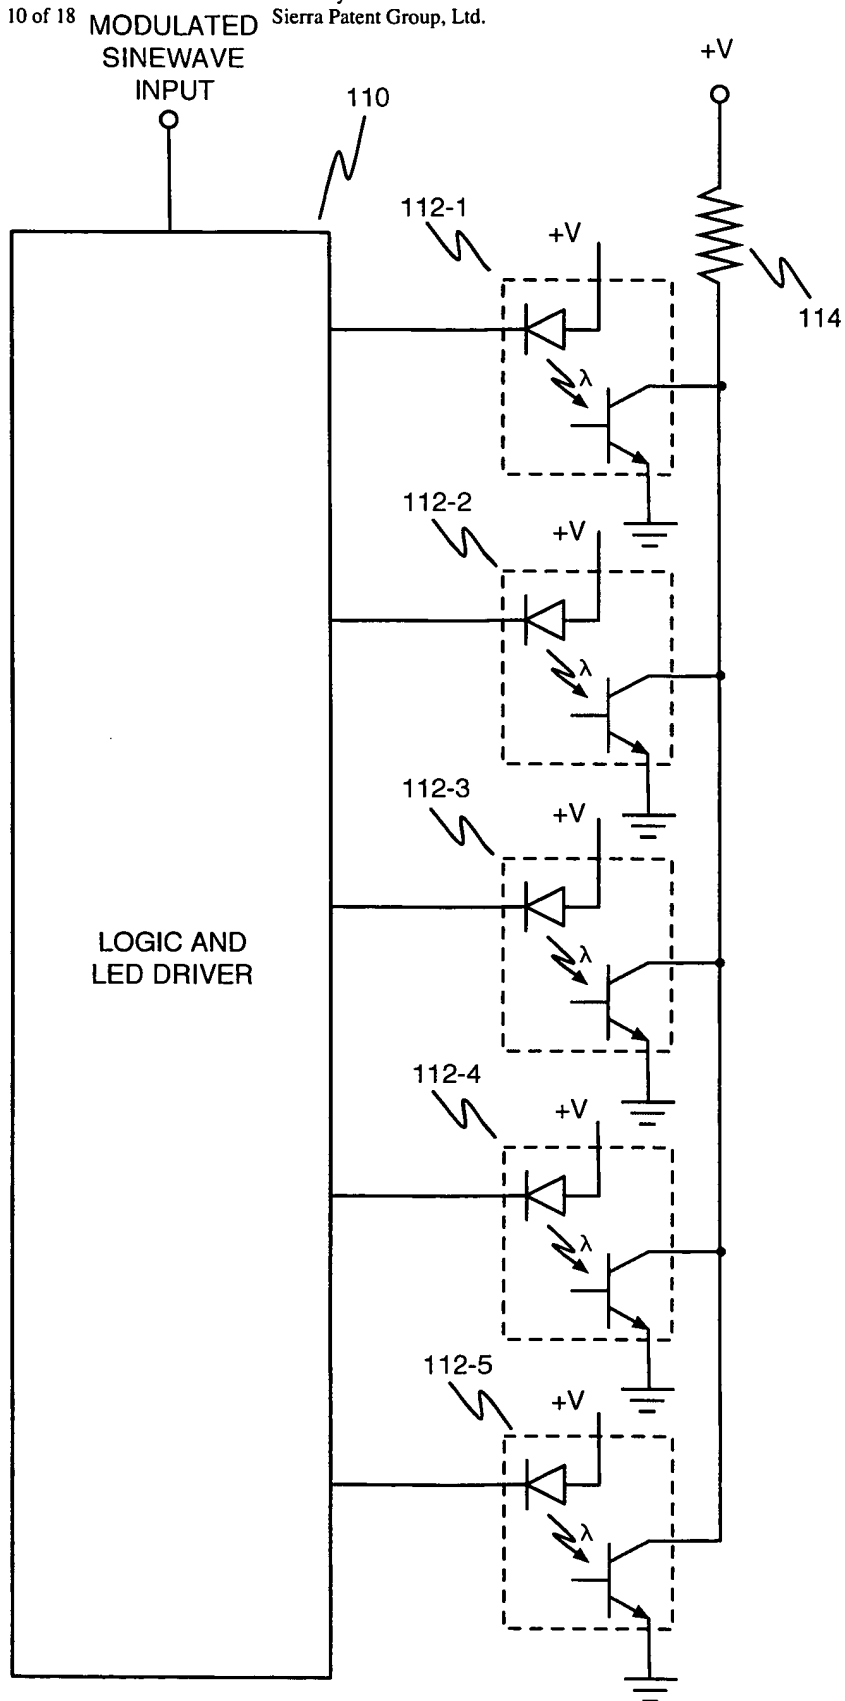 10 of 18
Sierra Patent Group, Ltd.
MODULATED
SINEWAVE
INPUT
110
+V
114
112-1
+V
λ
112-2
+V
λ
112-3
+V
λ
LOGIC AND
LED DRIVER
112-4
+V
λ
112-5
+V
λ